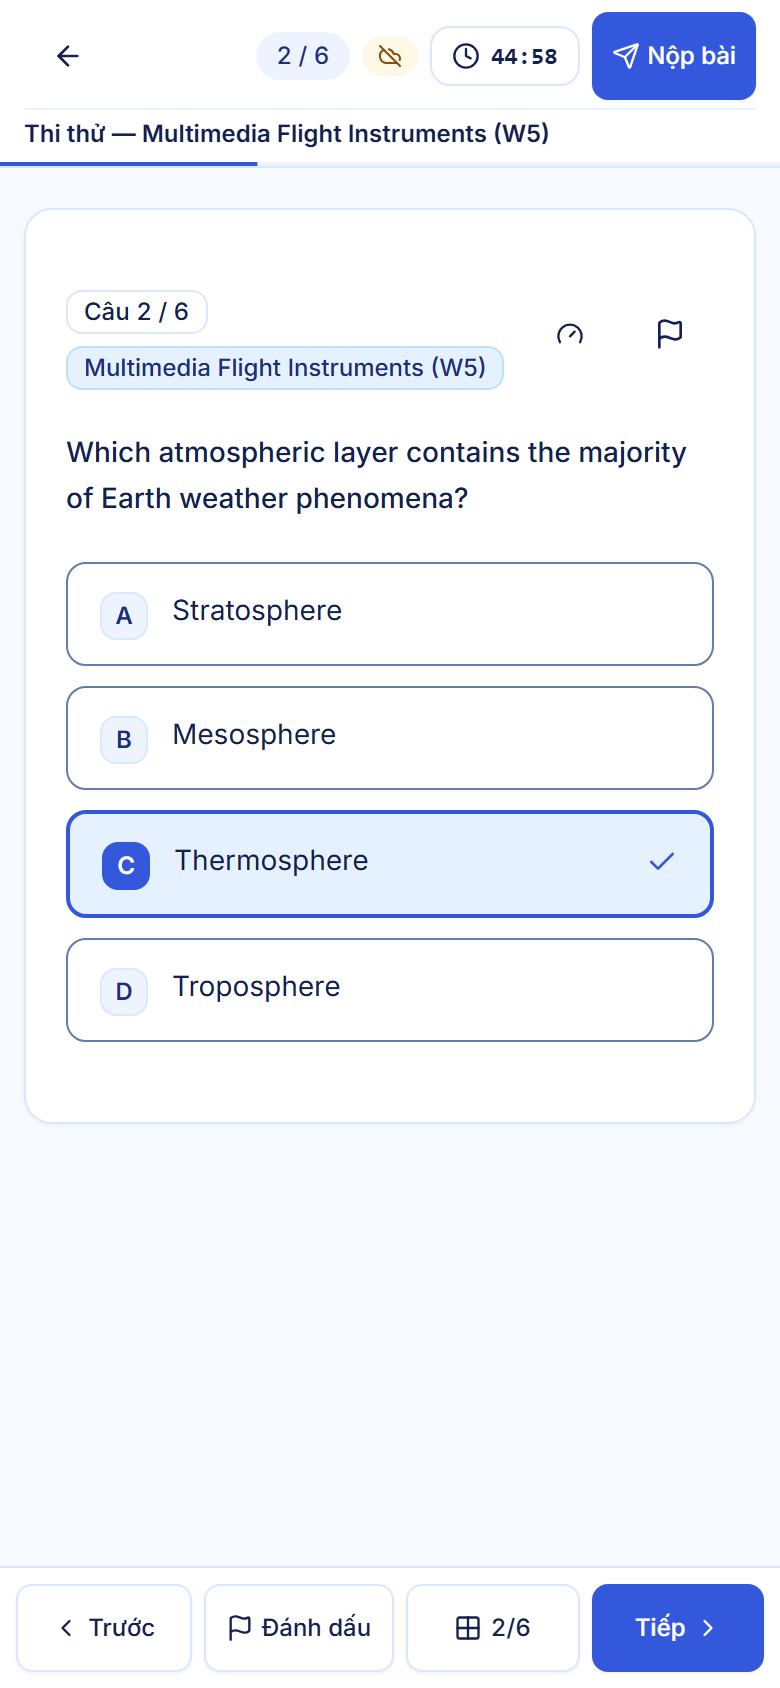 2 / 6
44:58
Nộp bài
Thi thử — Multimedia Flight Instruments (W5)
Câu 2 / 6
Multimedia Flight Instruments (W5)
Which atmospheric layer contains the majority
of Earth weather phenomena?
A Stratosphere
B Mesosphere
C Thermosphere
D Troposphere
Trước
Đánh dấu
2/6
Tiếp